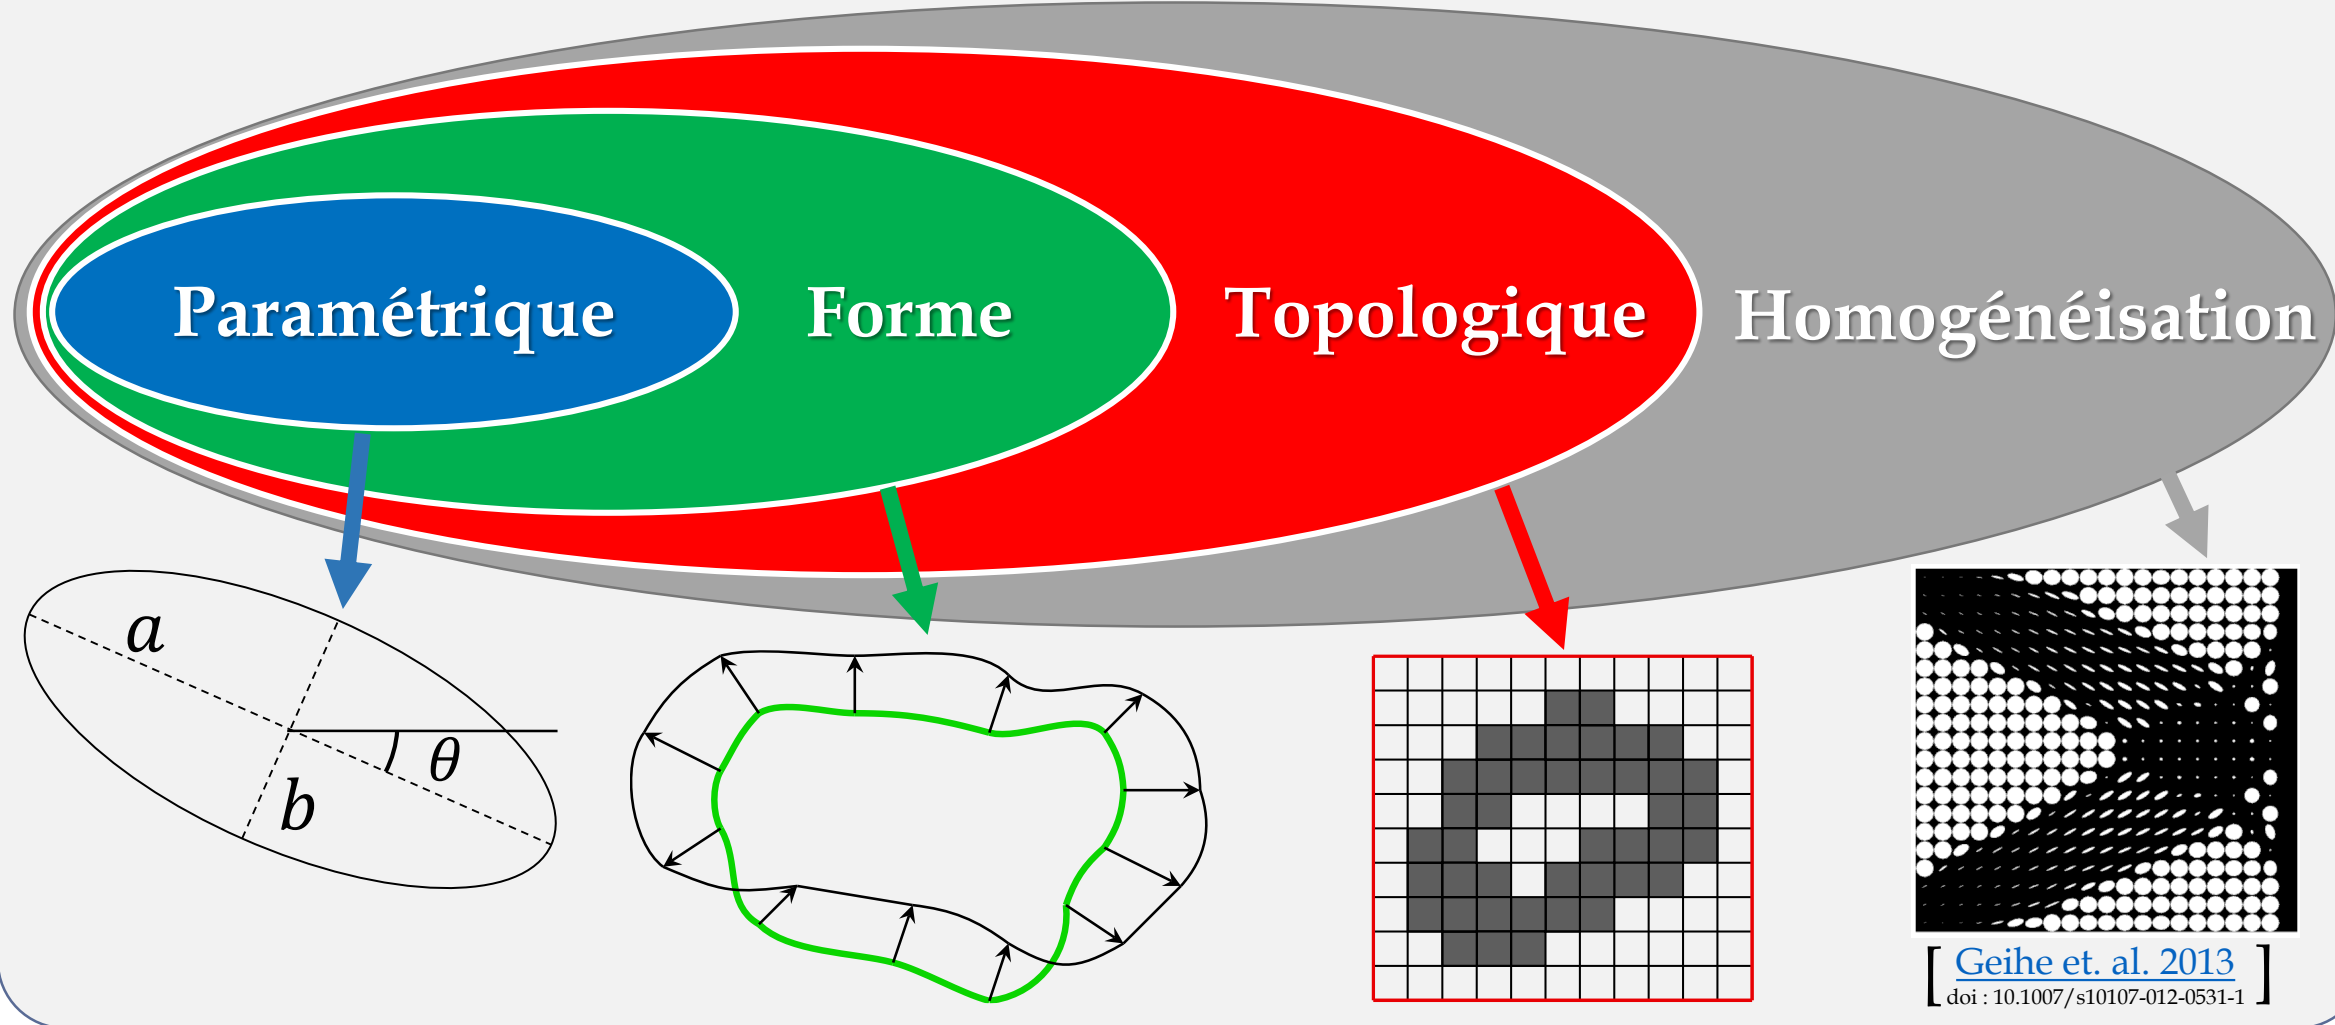 Paramétrique
Forme
Topologique
Homogénéisation
a
b
θ
[ Geihe et. al. 2013 ]
doi : 10.1007/s10107-012-0531-1